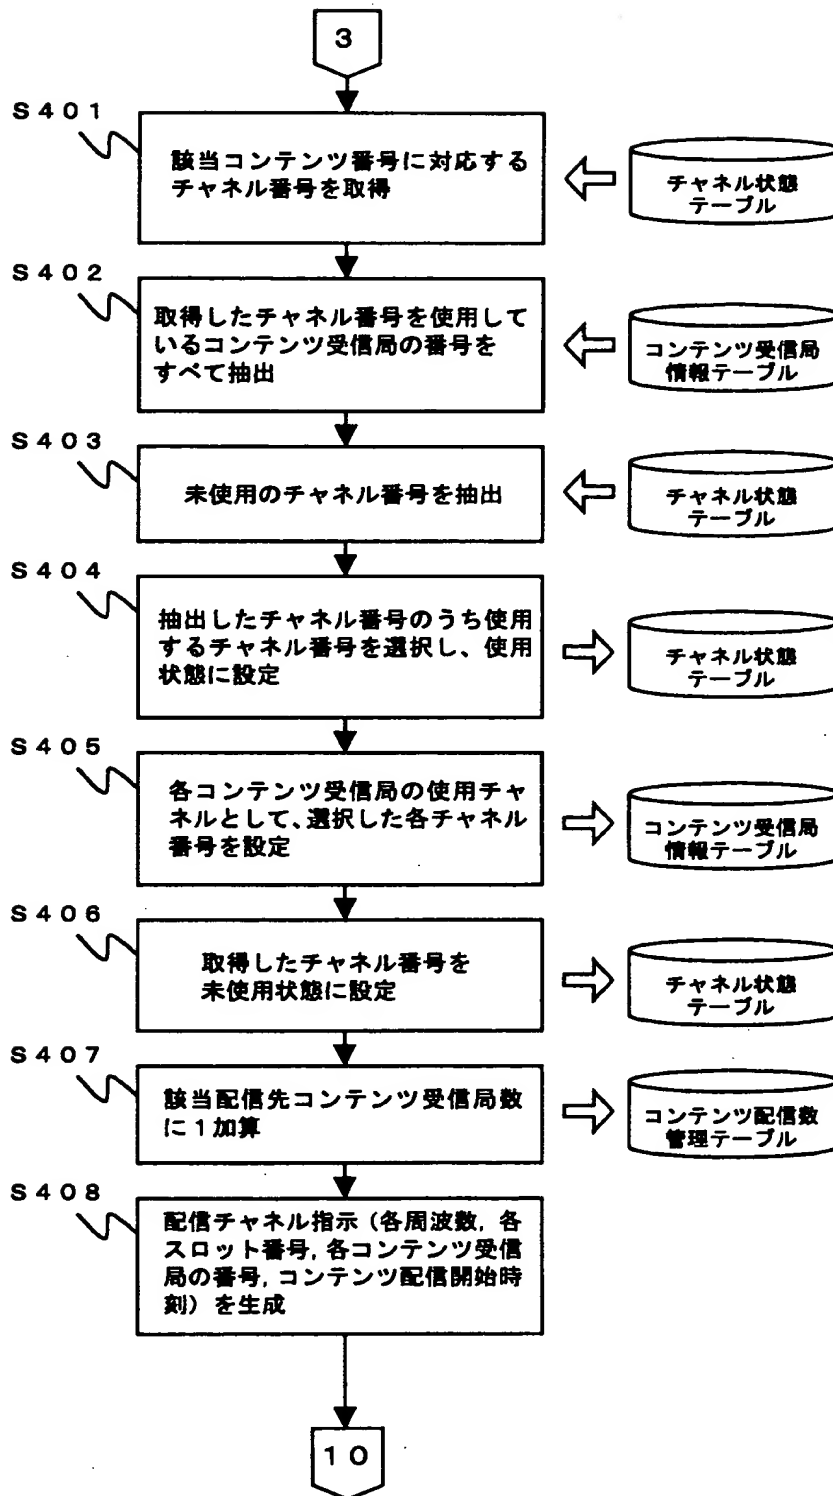 3
S401
該当コンテンツ番号に対応する
チャネル番号を取得
チャネル状態
テーブル
S402
取得したチャネル番号を使用して
いるコンテンツ受信局の番号を
すべて抽出
コンテンツ受信局
情報テーブル
S403
未使用のチャネル番号を抽出
チャネル状態
テーブル
S404
抽出したチャネル番号のうち使用
するチャネル番号を選択し、使用
状態に設定
チャネル状態
テーブル
S405
各コンテンツ受信局の使用チャ
ネルとして、選択した各チャネル
番号を設定
コンテンツ受信局
情報テーブル
S406
取得したチャネル番号を
未使用状態に設定
チャネル状態
テーブル
S407
該当配信先コンテンツ受信局数
に1加算
コンテンツ配信数
管理テーブル
S408
配信チャネル指示（各周波数，各
スロット番号，各コンテンツ受信
局の番号，コンテンツ配信開始時
刻）を生成
10